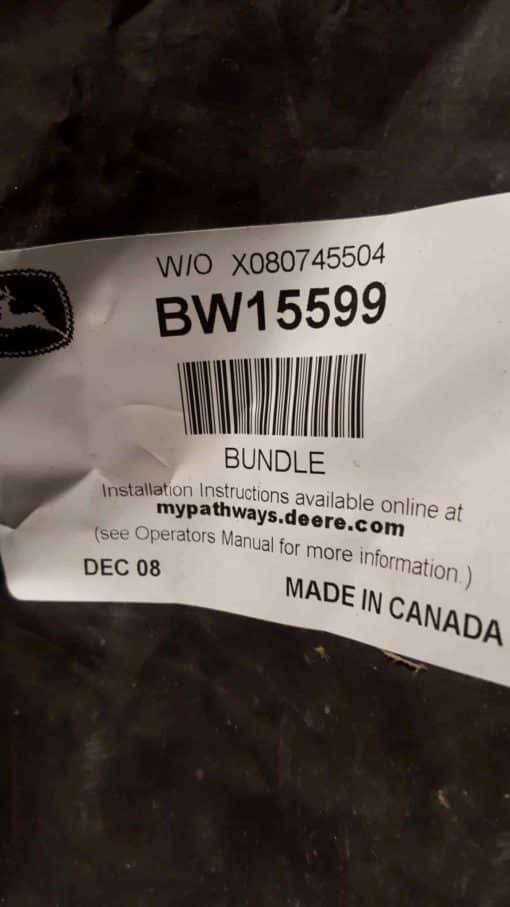 W/O X080745504
BW15599
BUNDLE
Installation Instructions available online at
mypathways.deere.com
(see Operators Manual for more information.)
DEC 08
MADE IN CANADA